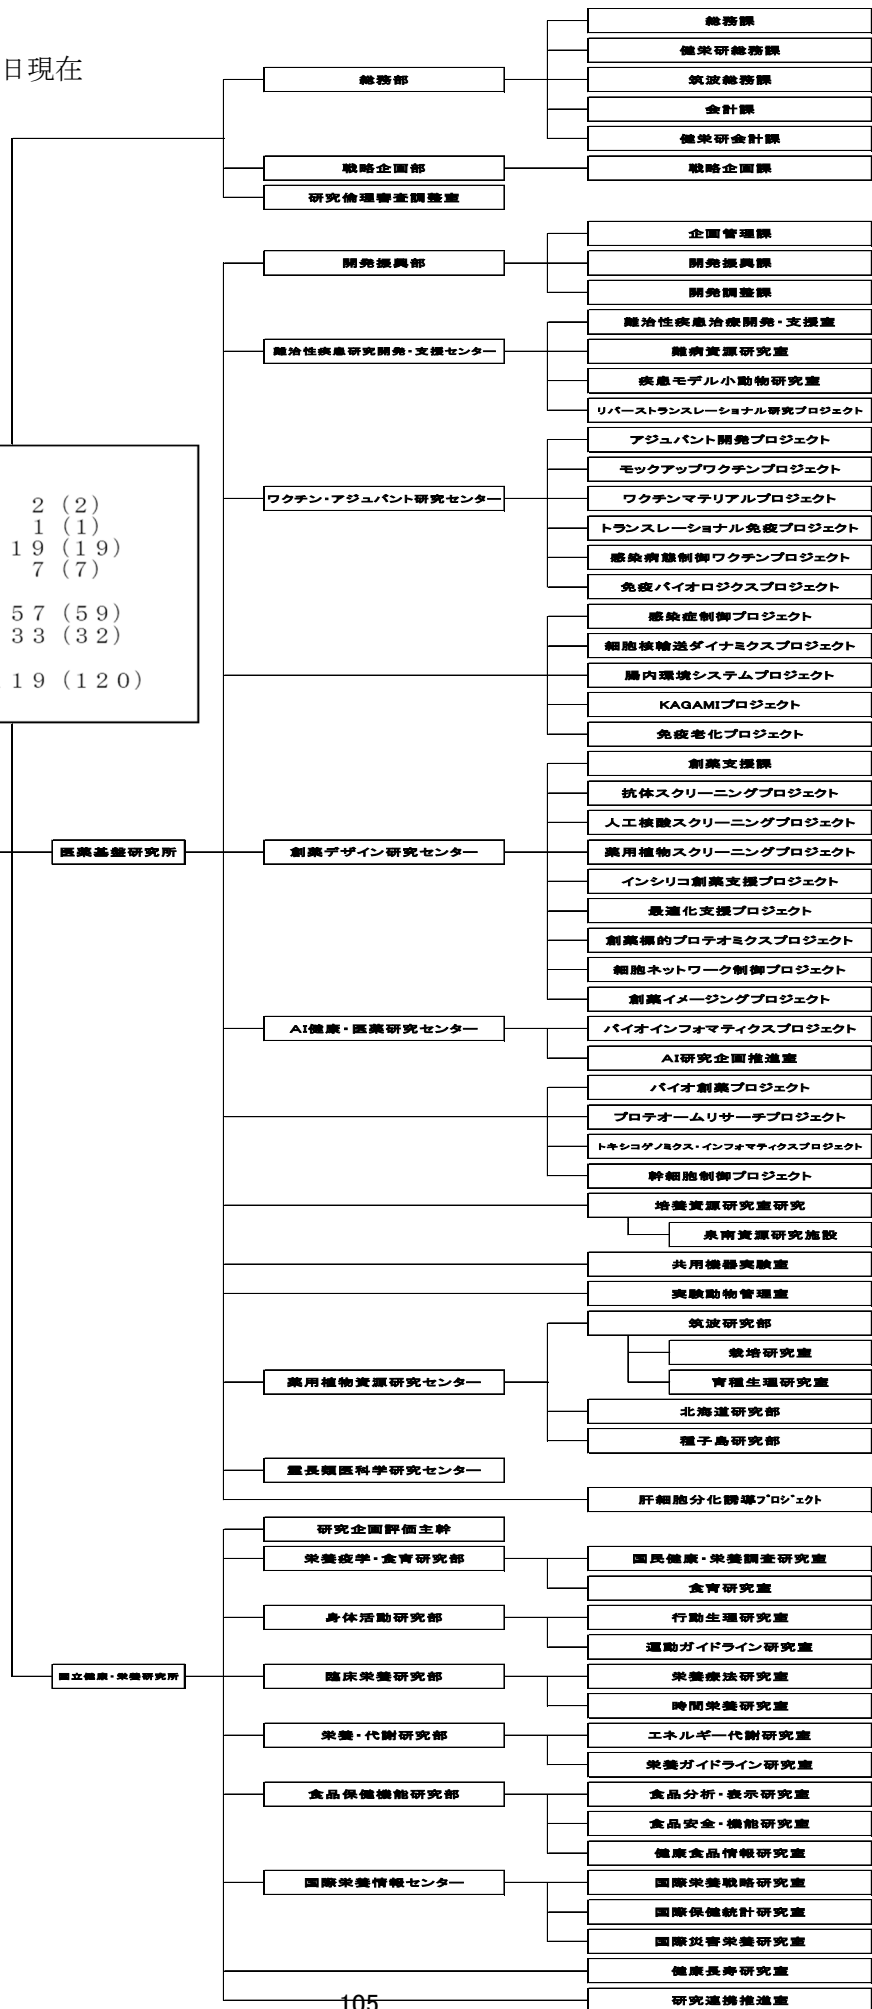 日現在
総務部
総務課
健栄研総務課
筑波総務課
会計課
健栄研会計課
戦略企画部
戦略企画課
研究倫理審査調整室
2 (2)
1 (1)
19 (19)
7 (7)
57 (59)
33 (32)
19 (120)
医薬基盤研究所
開発振興部
企画管理課
開発振興課
開発調整課
難治性疾患研究開発・支援センター
難治性疾患治療開発・支援室
難病資源研究室
疾患モデル小動物研究室
リバーストランスレーショナル研究プロジェクト
ワクチン・アジュバント研究センター
アジュバント開発プロジェクト
モックアップワクチンプロジェクト
ワクチンマテリアルプロジェクト
トランスレーショナル免疫プロジェクト
感染病態制御ワクチンプロジェクト
免疫バイオロジクスプロジェクト
感染症制御プロジェクト
細胞核輸送ダイナミクスプロジェクト
腸内環境システムプロジェクト
KAGAMIプロジェクト
免疫老化プロジェクト
創薬デザイン研究センター
創薬支援課
抗体スクリーニングプロジェクト
人工核酸スクリーニングプロジェクト
薬用植物スクリーニングプロジェクト
インシリコ創薬支援プロジェクト
最適化支援プロジェクト
創薬標的プロテオミクスプロジェクト
細胞ネットワーク制御プロジェクト
創薬イメージングプロジェクト
AI健康・医薬研究センター
バイオインフォマティクスプロジェクト
AI研究企画推進室
バイオ創薬プロジェクト
プロテオームリサーチプロジェクト
トキシコゲノミクス・インフォマティクスプロジェクト
幹細胞制御プロジェクト
培養資源研究室研究
泉南資源研究施設
共用機器実験室
実験動物管理室
薬用植物資源研究センター
筑波研究部
栽培研究室
育種生理研究室
北海道研究部
種子島研究部
霊長類医科学研究センター
肝細胞分化誘導プロジェクト
国立健康・栄養研究所
研究企画評価主幹
栄養疫学・食育研究部
国民健康・栄養調査研究室
食育研究室
身体活動研究部
行動生理研究室
運動ガイドライン研究室
臨床栄養研究部
栄養療法研究室
時間栄養研究室
栄養・代謝研究部
エネルギー代謝研究室
栄養ガイドライン研究室
食品保健機能研究部
食品分析・表示研究室
食品安全・機能研究室
健康食品情報研究室
国際栄養情報センター
国際栄養戦略研究室
国際保健統計研究室
国際災害栄養研究室
健康長寿研究室
研究連携推進室
105